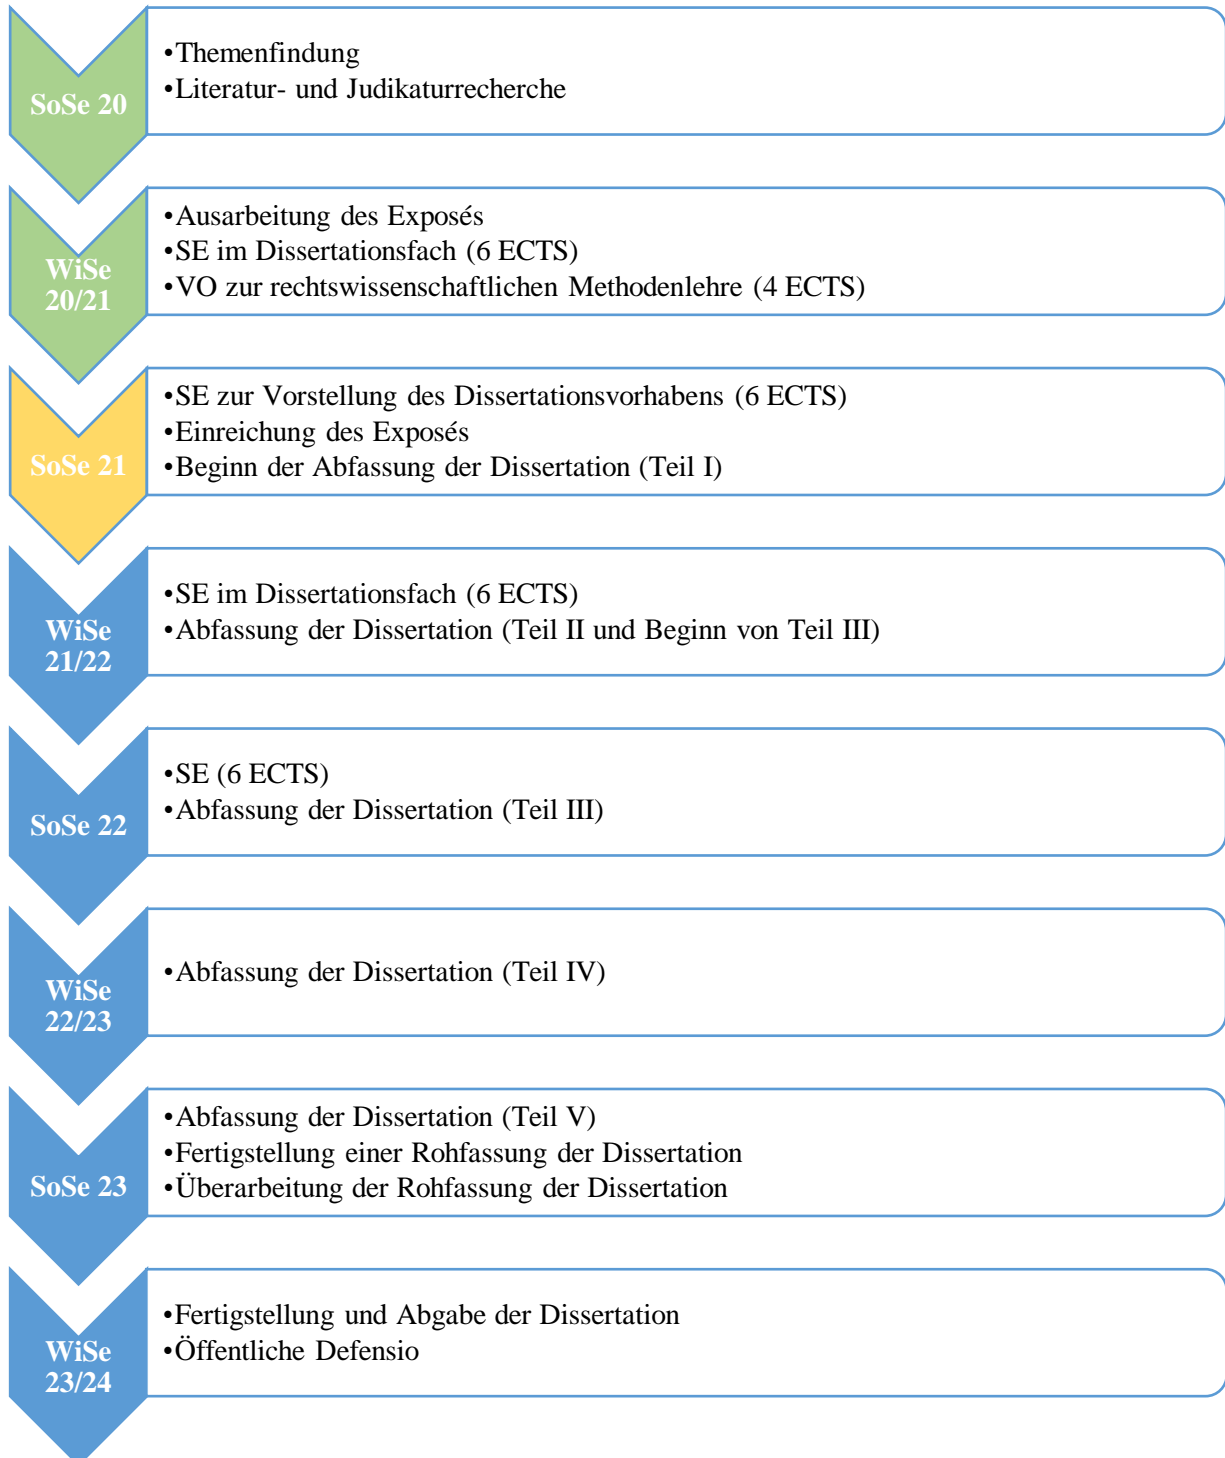 SoSe 20
•Themenfindung
•Literatur- und Judikaturrecherche
WiSe
20/21
•Ausarbeitung des Exposés
•SE im Dissertationsfach (6 ECTS)
•VO zur rechtswissenschaftlichen Methodenlehre (4 ECTS)
SoSe 21
•SE zur Vorstellung des Dissertationsvorhabens (6 ECTS)
•Einreichung des Exposés
•Beginn der Abfassung der Dissertation (Teil I)
WiSe
21/22
•SE im Dissertationsfach (6 ECTS)
•Abfassung der Dissertation (Teil II und Beginn von Teil III)
SoSe 22
•SE (6 ECTS)
•Abfassung der Dissertation (Teil III)
WiSe
22/23
•Abfassung der Dissertation (Teil IV)
SoSe 23
•Abfassung der Dissertation (Teil V)
•Fertigstellung einer Rohfassung der Dissertation
•Überarbeitung der Rohfassung der Dissertation
WiSe
23/24
•Fertigstellung und Abgabe der Dissertation
•Öffentliche Defensio